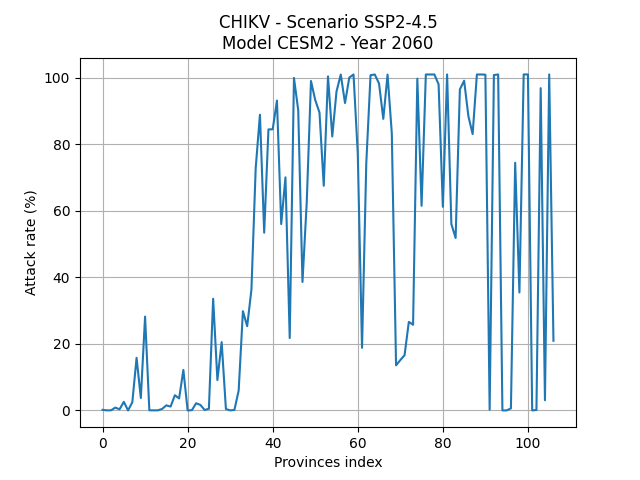 CHIKV - Scenario SSP2-4.5
Model CESM2 - Year 2060
Attack rate (%)
100
80
60
40
20
0
0 20 40 60 80 100
Provinces index